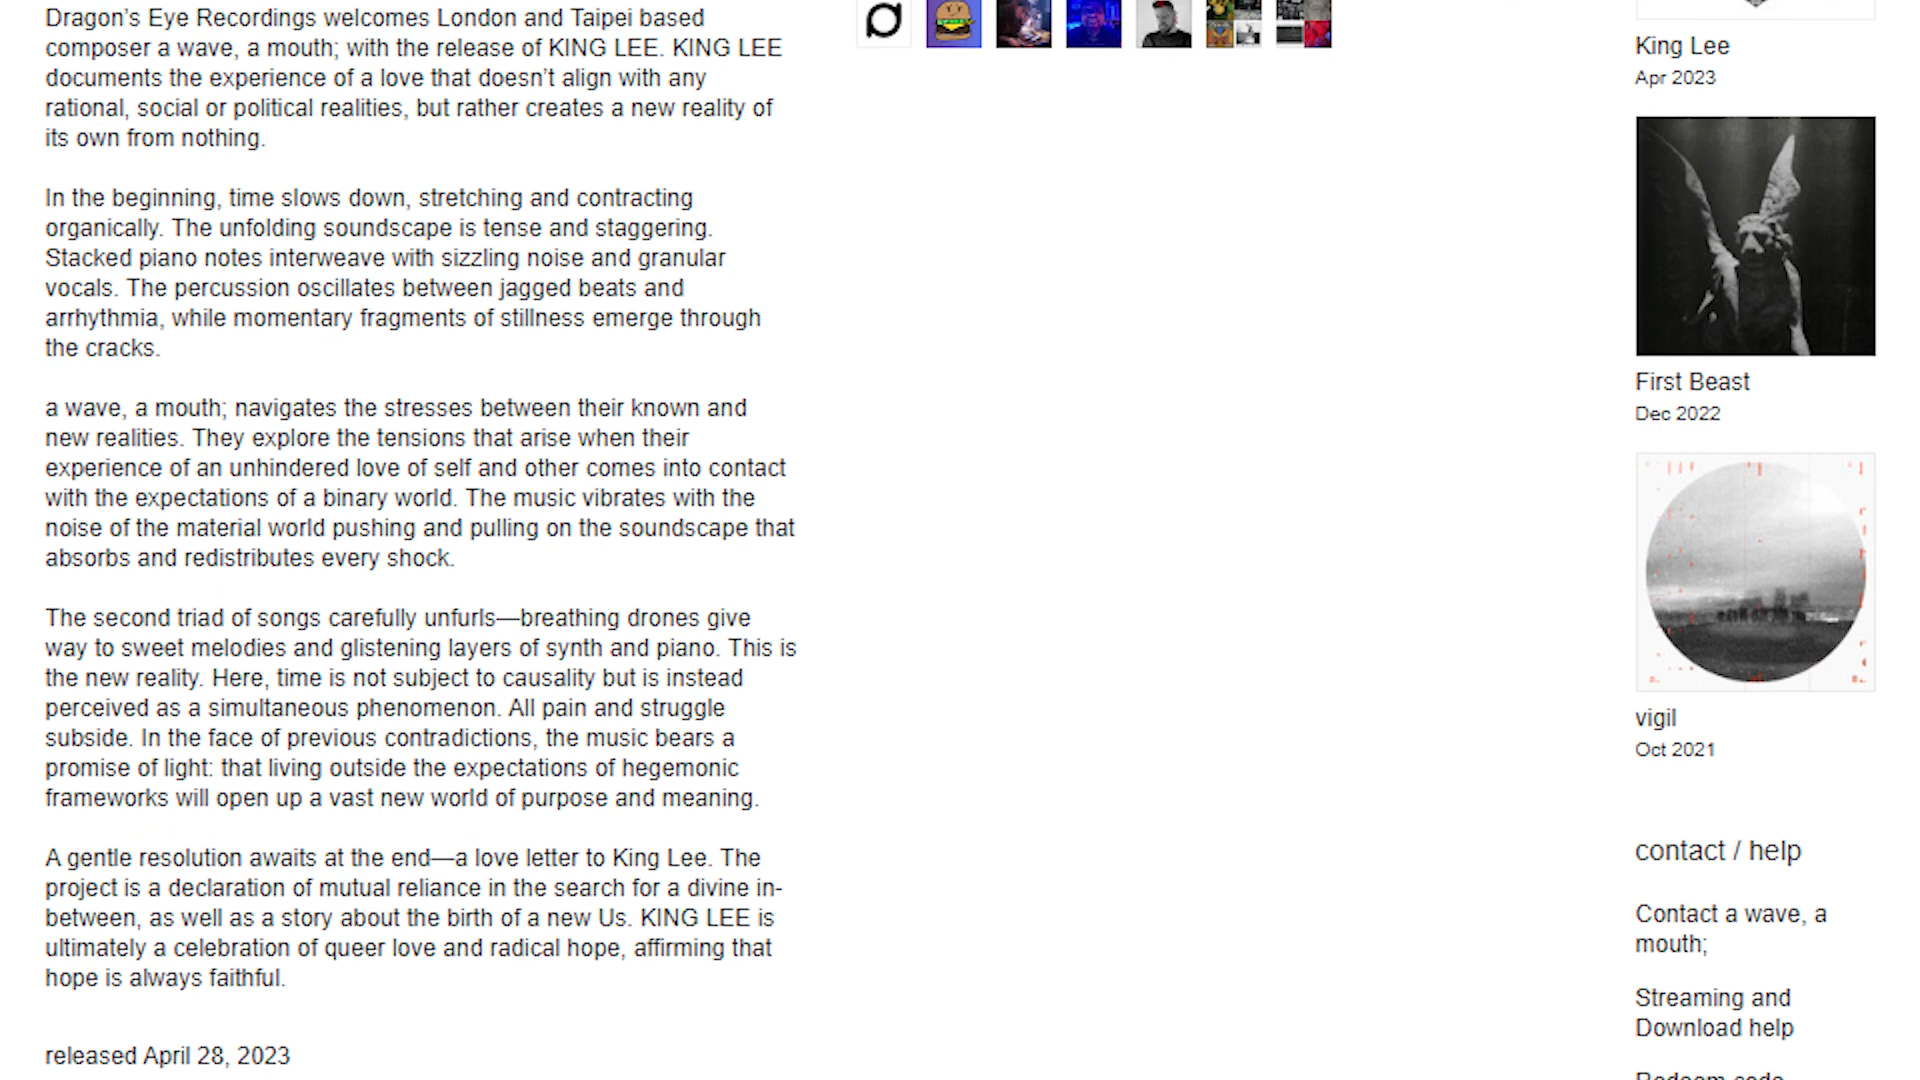 Dragon’s Eye Recordings welcomes London and Taipei based
composer a wave, a mouth; with the release of KING LEE. KING LEE
documents the experience of a love that doesn’t align with any
rational, social or political realities, but rather creates a new reality of
its own from nothing.
In the beginning, time slows down, stretching and contracting
organically. The unfolding soundscape is tense and staggering.
Stacked piano notes interweave with sizzling noise and granular
vocals. The percussion oscillates between jagged beats and
arrhythmia, while momentary fragments of stillness emerge through
the cracks.
a wave, a mouth; navigates the stresses between their known and
new realities. They explore the tensions that arise when their
experience of an unhindered love of self and other comes into contact
with the expectations of a binary world. The music vibrates with the
noise of the material world pushing and pulling on the soundscape that
absorbs and redistributes every shock.
The second triad of songs carefully unfurls—breathing drones give
way to sweet melodies and glistening layers of synth and piano. This is
the new reality. Here, time is not subject to causality but is instead
perceived as a simultaneous phenomenon. All pain and struggle
subside. In the face of previous contradictions, the music bears a
promise of light: that living outside the expectations of hegemonic
frameworks will open up a vast new world of purpose and meaning.
A gentle resolution awaits at the end—a love letter to King Lee. The
project is a declaration of mutual reliance in the search for a divine in-
between, as well as a story about the birth of a new Us. KING LEE is
ultimately a celebration of queer love and radical hope, affirming that
hope is always faithful.
released April 28, 2023
King Lee
Apr 2023
First Beast
Dec 2022
vigil
Oct 2021
contact / help
Contact a wave, a
mouth;
Streaming and
Download help
Redeem code